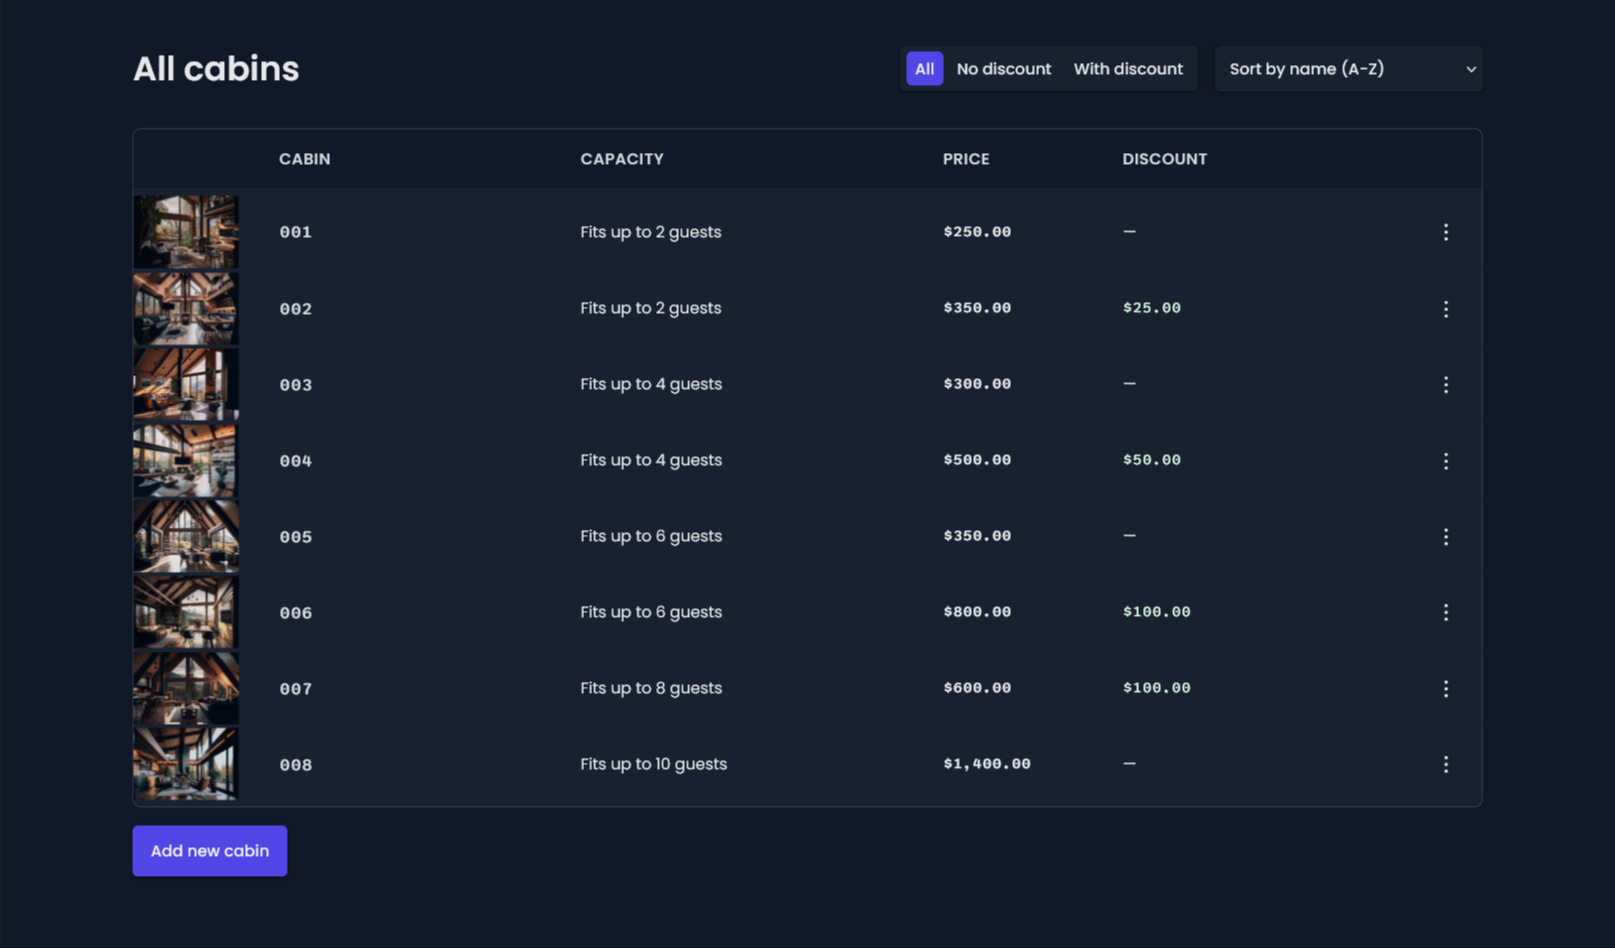 All cabins
All No discount With discount Sort by name (A-Z)
CABIN CAPACITY PRICE DISCOUNT
001 Fits up to 2 guests $250.00 —
002 Fits up to 2 guests $350.00 $25.00
003 Fits up to 4 guests $300.00 —
004 Fits up to 4 guests $500.00 $50.00
005 Fits up to 6 guests $350.00 —
006 Fits up to 6 guests $800.00 $100.00
007 Fits up to 8 guests $600.00 $100.00
008 Fits up to 10 guests $1,400.00 —
Add new cabin